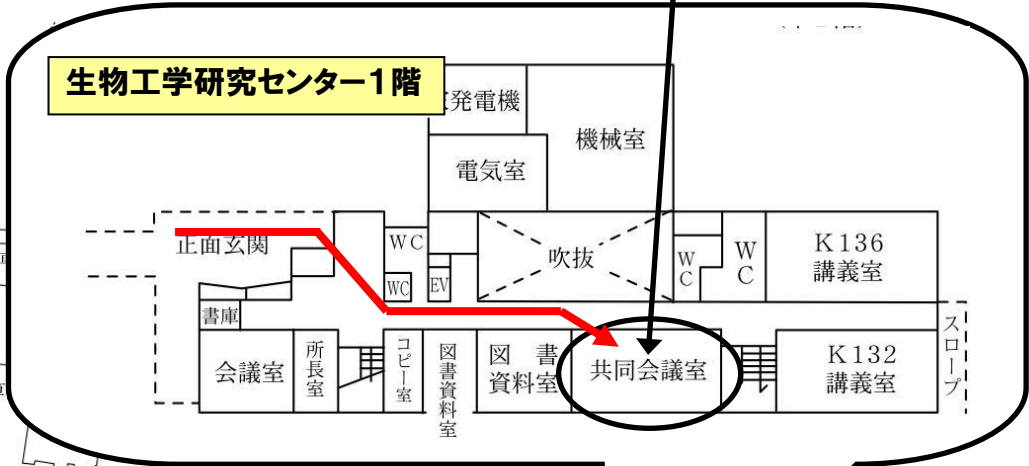 生物工学研究センター1階
発電機
機械室
電気室
正面玄関
WC
WC
EV
吹抜
WC
WC
K136
講義室
書庫
スロープ
会議室
所長室
コピー室
図書資料室
図書
資料室
共同会議室
K132
講義室